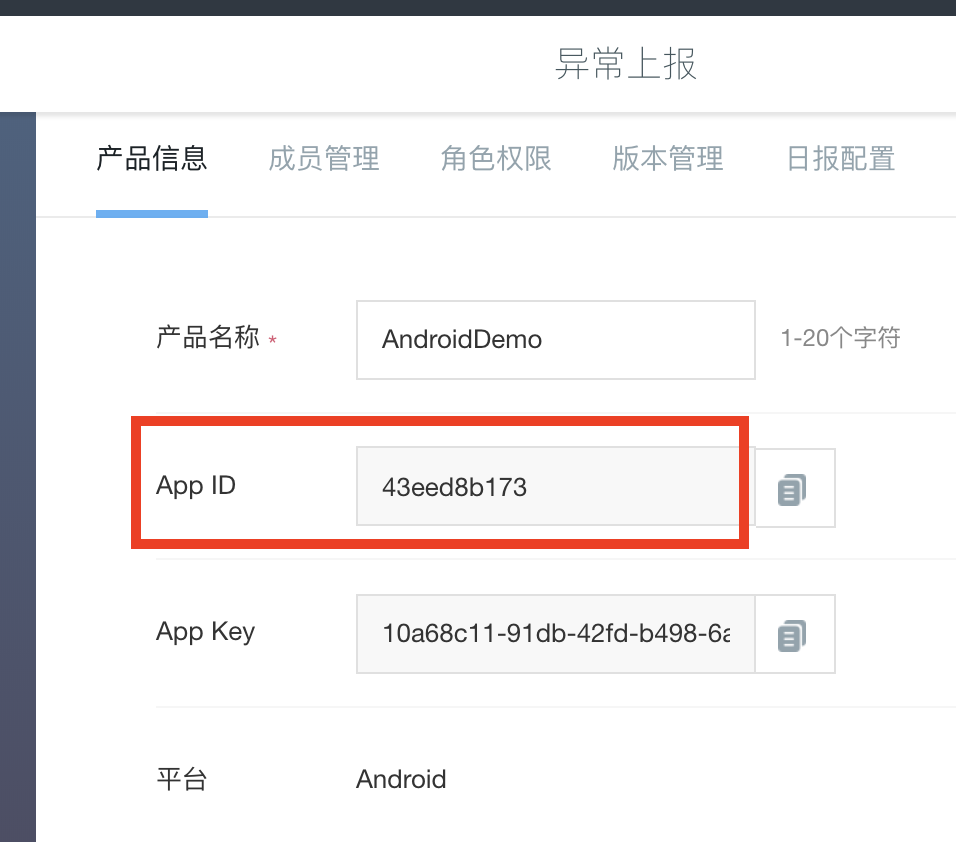 异常上报
产品信息 成员管理 角色权限 版本管理 日报配置
产品名称 * AndroidDemo 1-20个字符
App ID 43eed8b173
App Key 10a68c11-91db-42fd-b498-6a
平台 Android